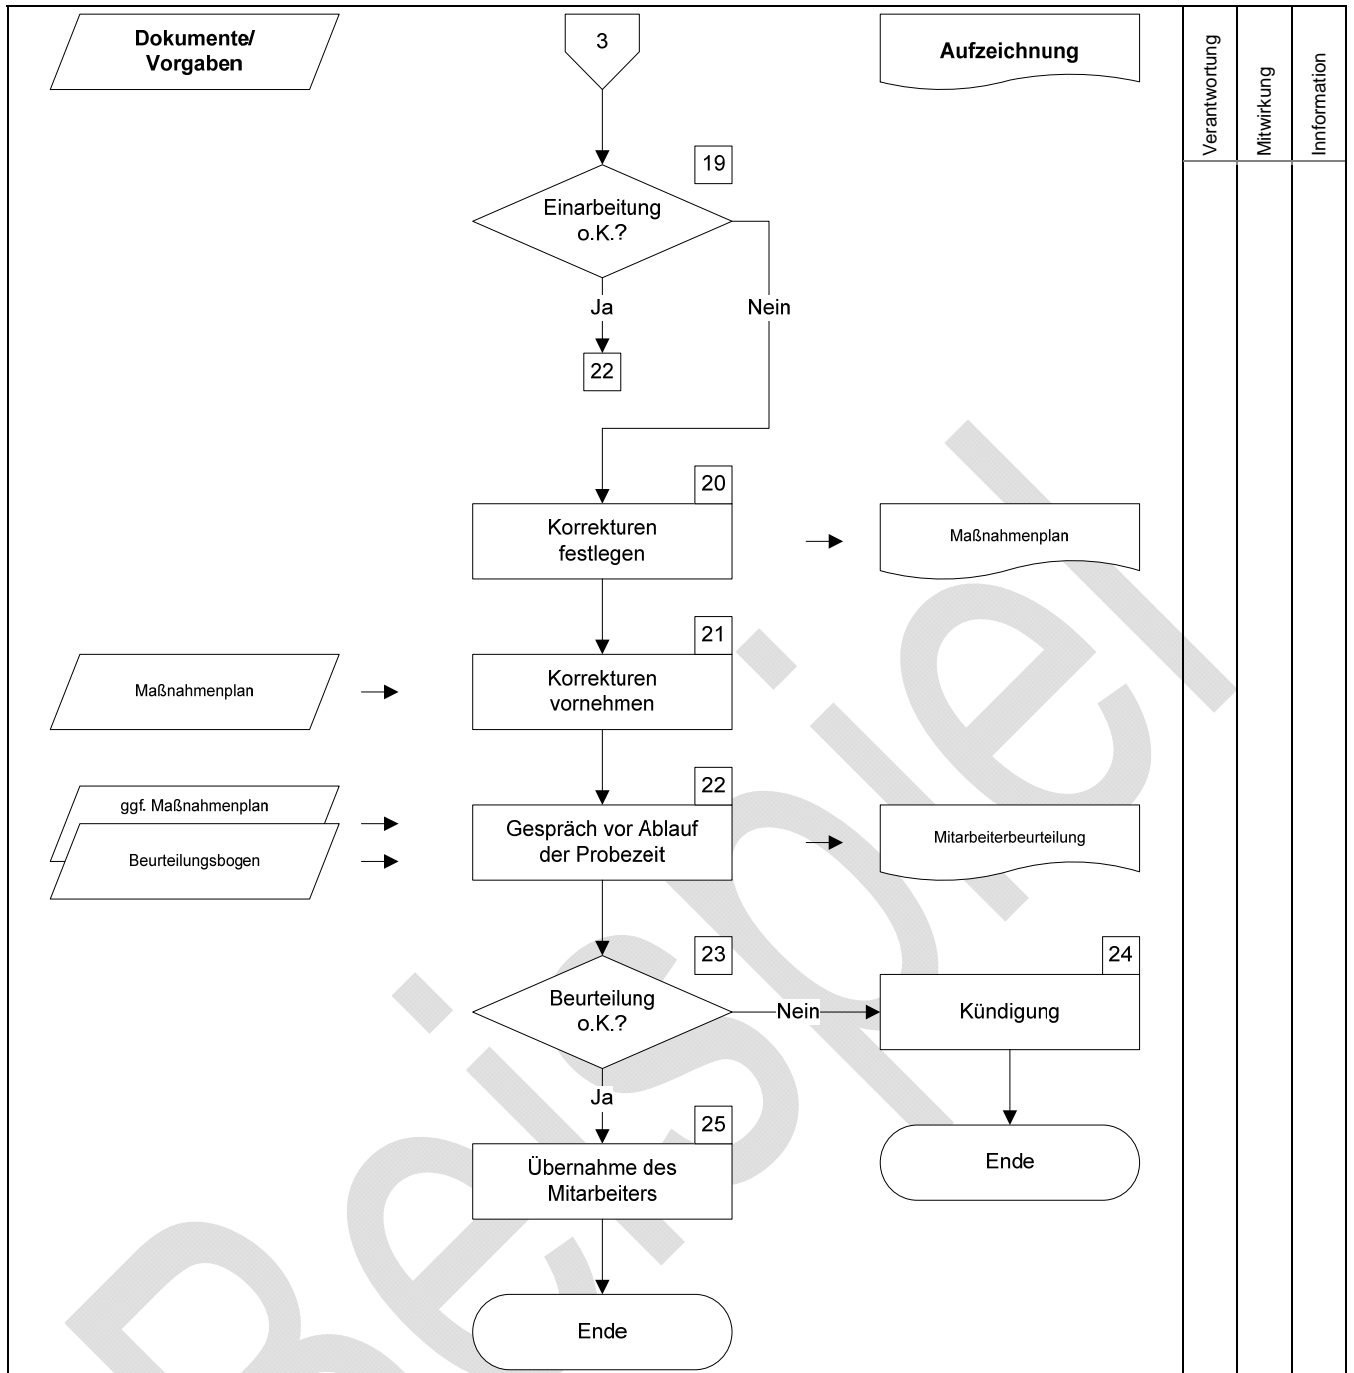 Dokumente/
Vorgaben
3
Aufzeichnung
Verantwortung
Mitwirkung
Innformation
19
Einarbeitung
o.K.?
Ja
Nein
22
20
Korrekturen
festlegen
Maßnahmenplan
21
Maßnahmenplan
Korrekturen
vornehmen
22
ggf. Maßnahmenplan
Beurteilungsbogen
Gespräch vor Ablauf
der Probezeit
Mitarbeiterbeurteilung
23
Beurteilung
o.K.?
Nein
24
Kündigung
Ja
25
Übernahme des
Mitarbeiters
Ende
Ende
Beispiel